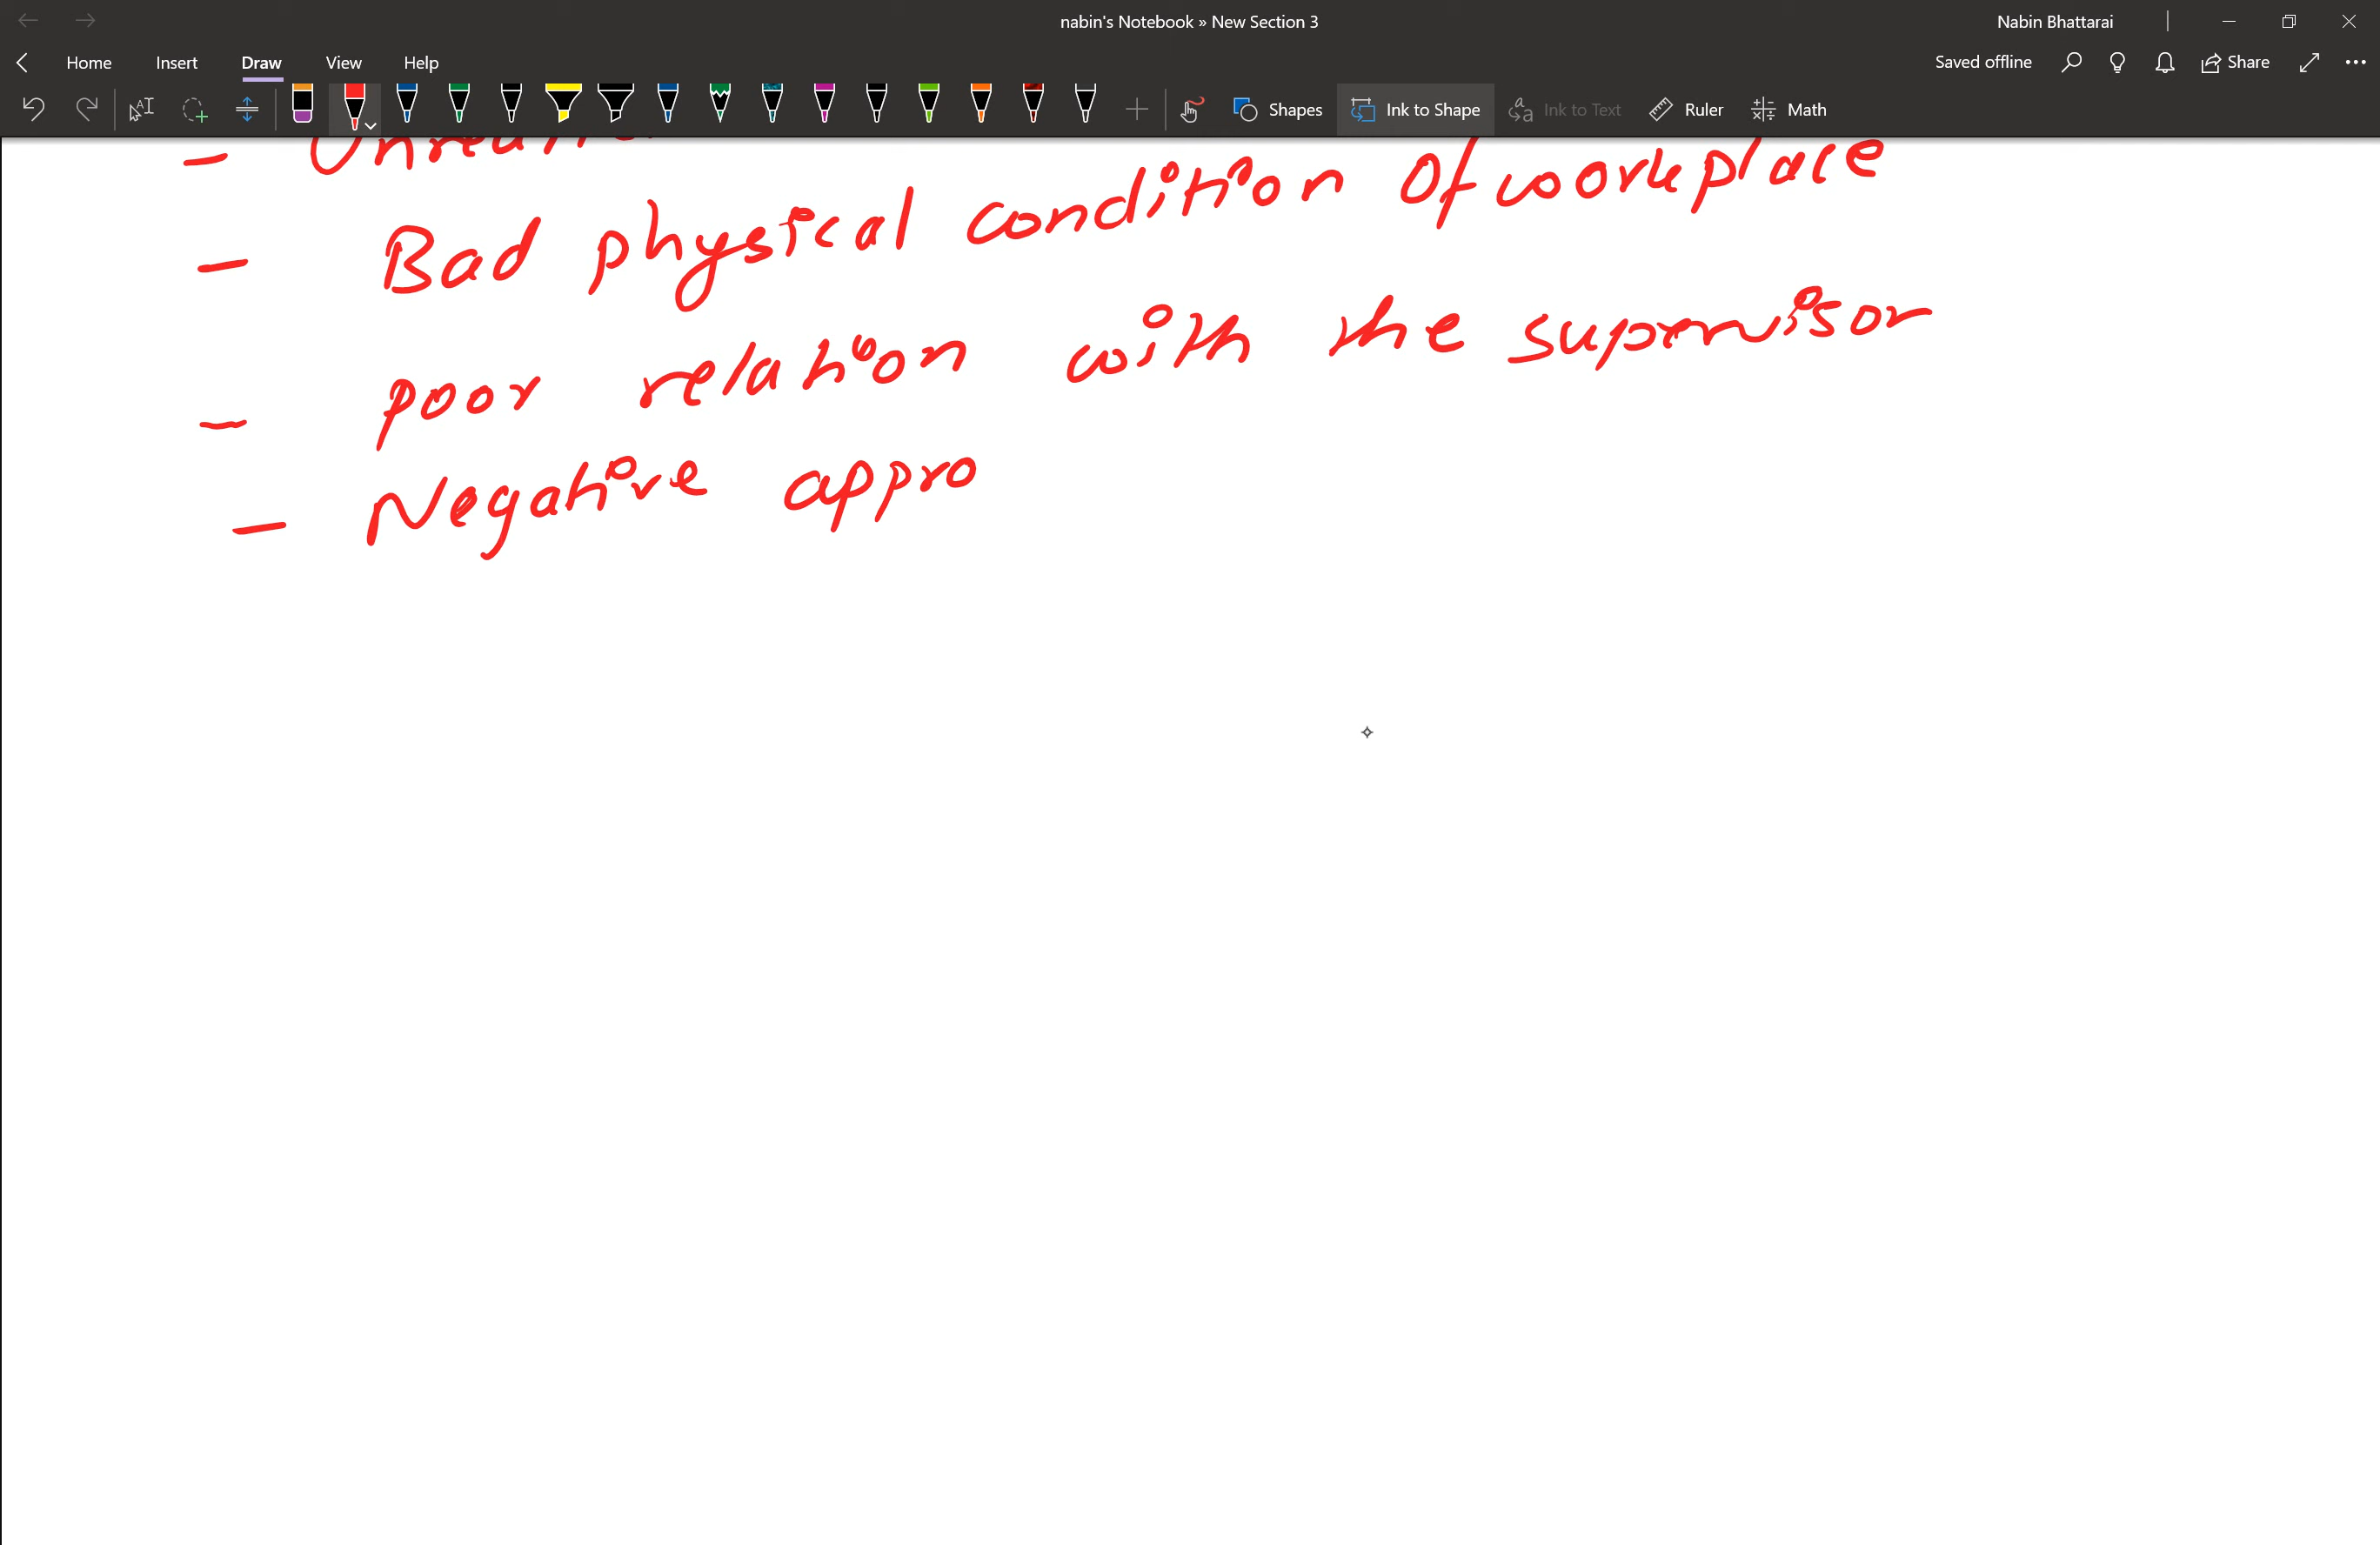 nabin's Notebook » New Section 3
Nabin Bhattarai
Home Insert Draw View Help
Saved offline Share
Shapes Ink to Shape Ink to Text Ruler Math
- Bad physical condition Of workplace
- poor relation with the supervisor
- Negative appro